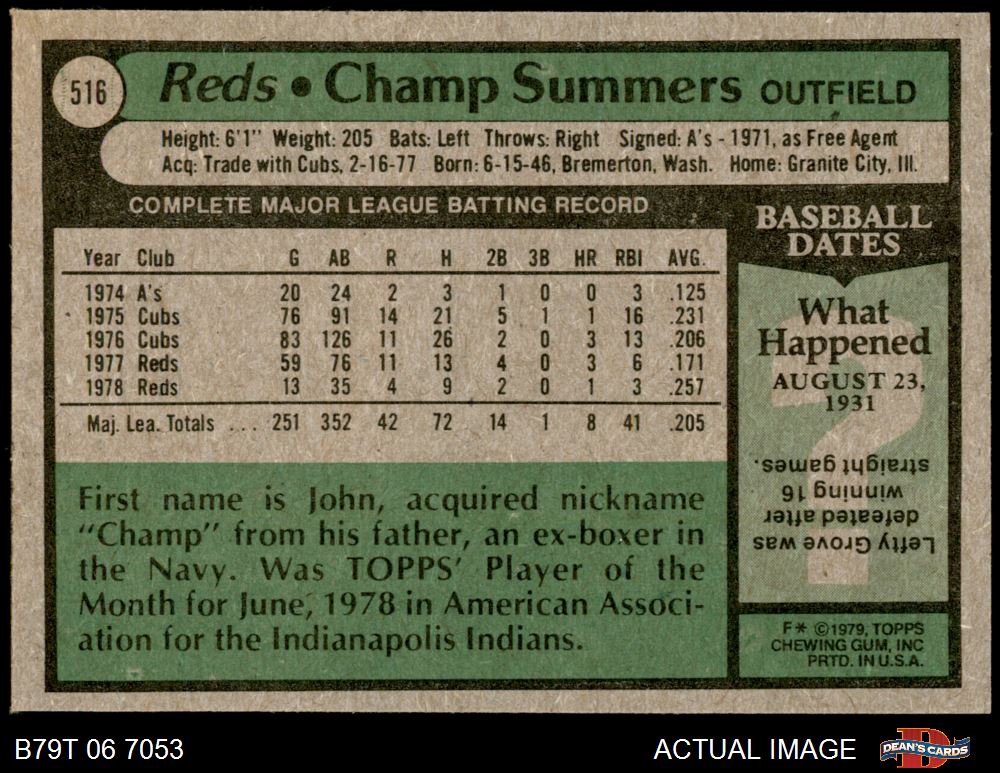 516
Reds • Champ Summers OUTFIELD
Height: 6'1" Weight: 205 Bats: Left Throws: Right Signed: A's - 1971, as Free Agent
Acq: Trade with Cubs, 2-16-77 Born: 6-15-46, Bremerton, Wash. Home: Granite City, Ill.
COMPLETE MAJOR LEAGUE BATTING RECORD
Year Club G AB R H 2B 3B HR RBI AVG.
1974 A's 20 24 2 3 1 0 0 3 .125
1975 Cubs 76 91 14 21 5 1 1 16 .231
1976 Cubs 83 126 11 26 2 0 3 13 .206
1977 Reds 59 76 11 13 4 0 3 6 .171
1978 Reds 13 35 4 9 2 0 1 3 .257
Maj. Lea. Totals ... 251 352 42 72 14 1 8 41 .205
First name is John, acquired nickname
"Champ" from his father, an ex-boxer in
the Navy. Was TOPPS' Player of the
Month for June, 1978 in American Associ-
ation for the Indianapolis Indians.
BASEBALL
DATES
What
Happened
AUGUST 23,
1931
?
Lefty Grove was
defeated after
winning 16
straight games.
F* ©1979, TOPPS
CHEWING GUM, INC
PRTD. IN U.S.A.
B79T 06 7053
ACTUAL IMAGE
DEAN'S CARDS